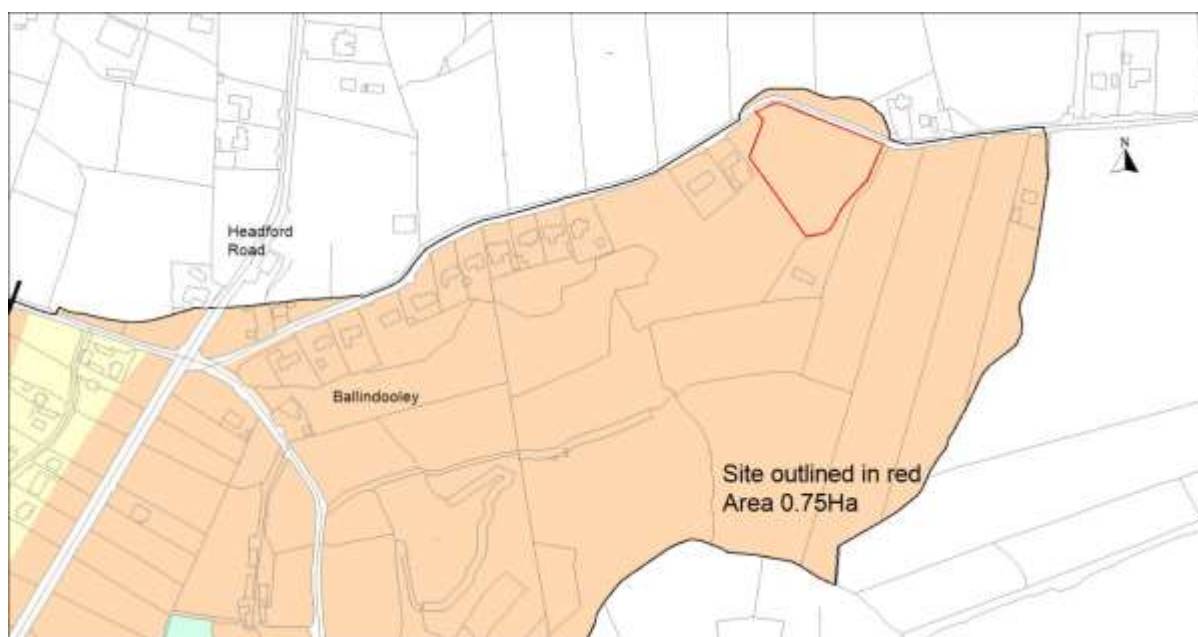 N
Headford
Road
Ballindooley
Site outlined in red
Area 0.75Ha